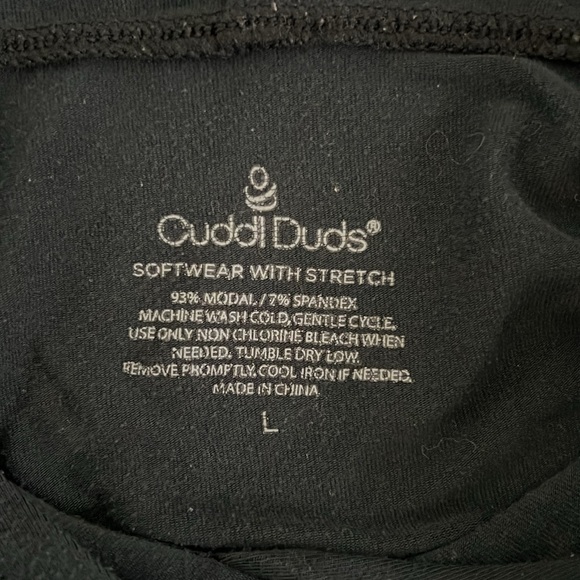 Cuddl Duds®
SOFTWEAR WITH STRETCH
93% MODAL / 7% SPANDEX
MACHINE WASH COLD, GENTLE CYCLE.
USE ONLY NON CHLORINE BLEACH WHEN
NEEDED. TUMBLE DRY LOW.
REMOVE PROMPTLY. COOL IRON IF NEEDED.
MADE IN CHINA
L